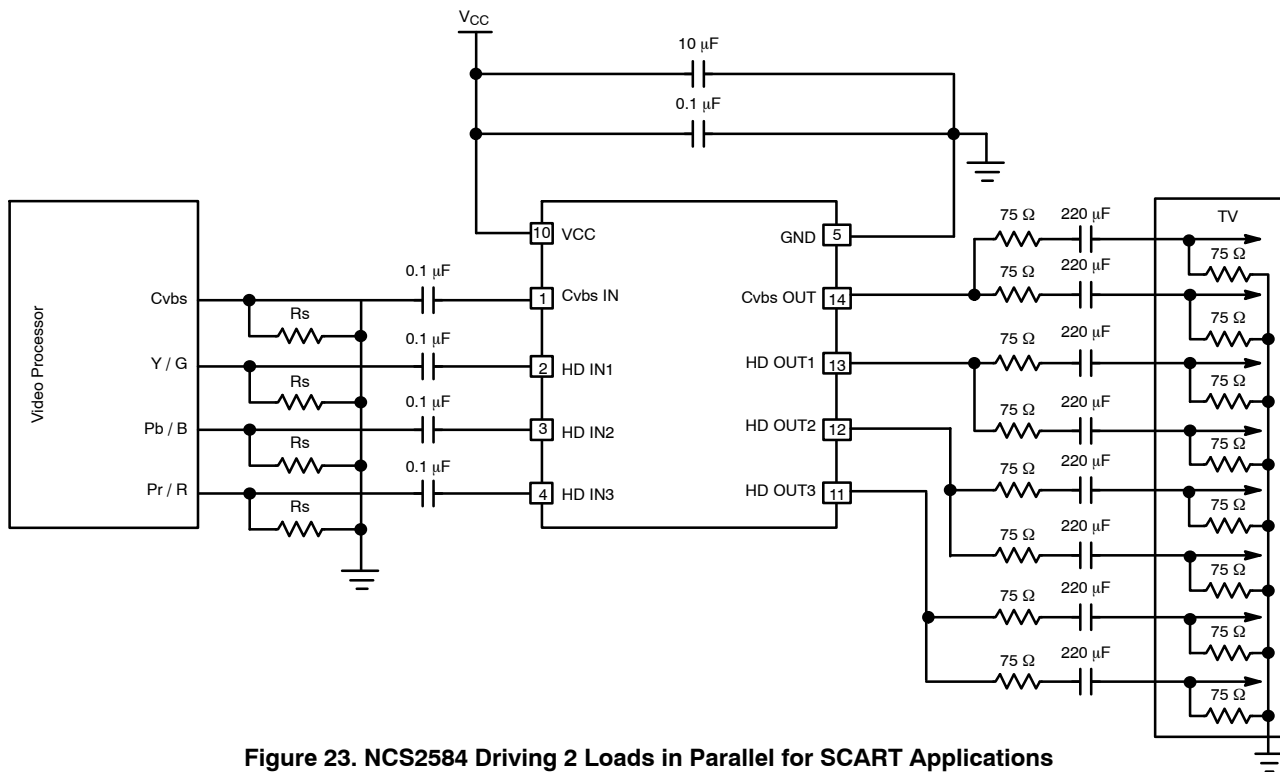 VCC
10 µF
0.1 µF
Video Processor
Cvbs
Y / G
Pb / B
Pr / R
Rs
Rs
Rs
Rs
0.1 µF
0.1 µF
0.1 µF
0.1 µF
10 VCC
1 Cvbs IN
2 HD IN1
3 HD IN2
4 HD IN3
GND 5
Cvbs OUT 14
HD OUT1 13
HD OUT2 12
HD OUT3 11
75 Ω 220 µF
75 Ω 220 µF
75 Ω 220 µF
75 Ω 220 µF
75 Ω 220 µF
75 Ω 220 µF
75 Ω 220 µF
75 Ω 220 µF
TV
75 Ω
75 Ω
75 Ω
75 Ω
75 Ω
75 Ω
75 Ω
75 Ω
Figure 23. NCS2584 Driving 2 Loads in Parallel for SCART Applications